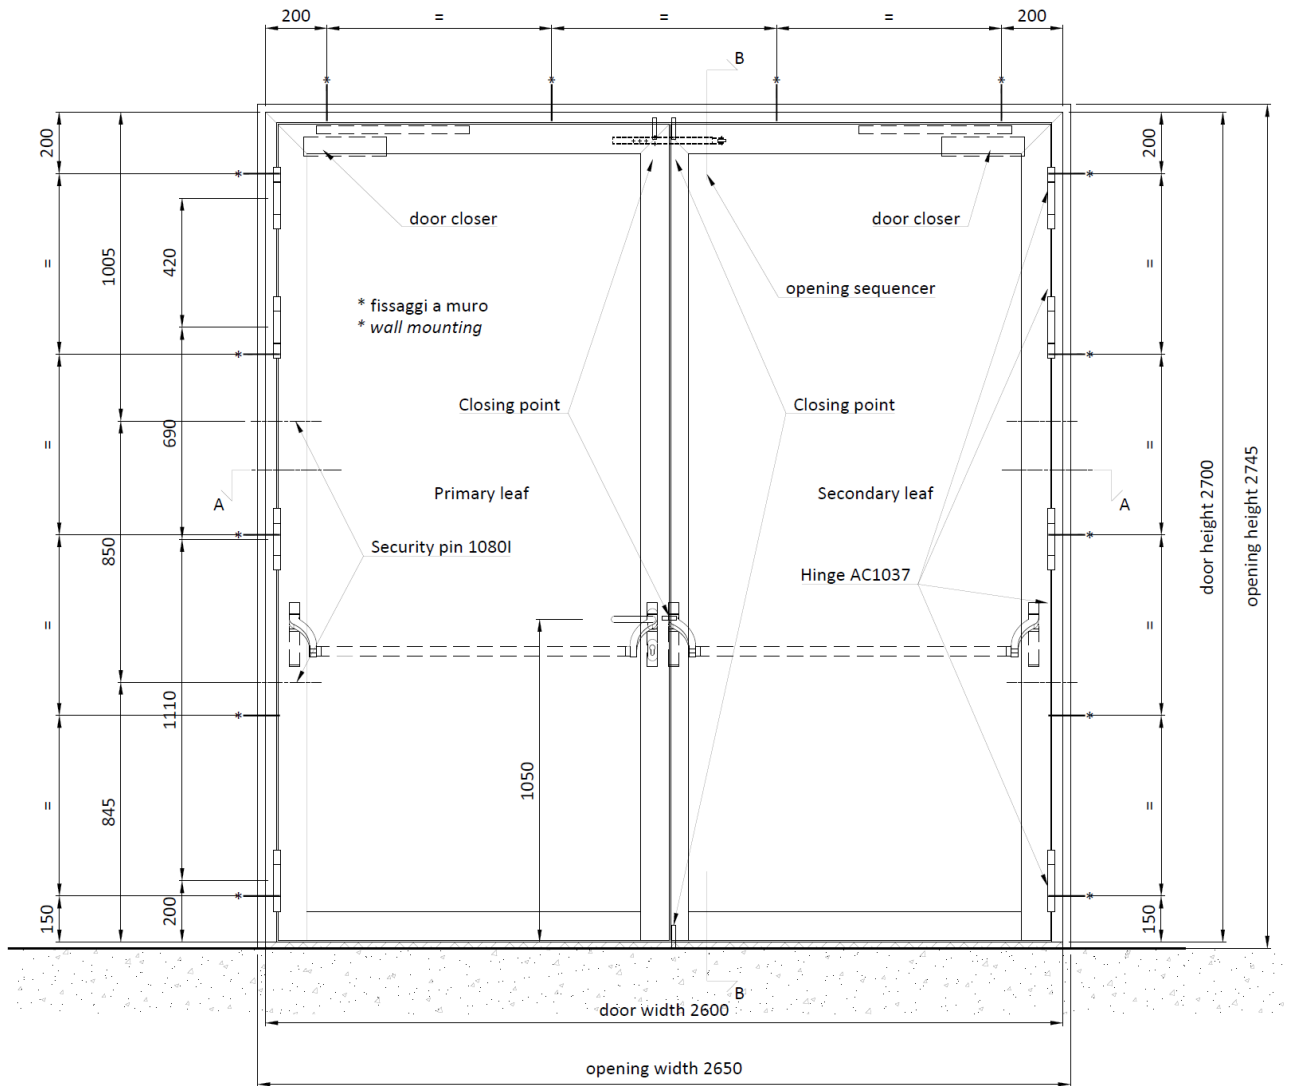 200 = = = 200
B
* * * *
200
200
* *
door closer
door closer
420
1005
= =
opening sequencer
* fissaggi a muro
* wall mounting
* *
Closing point
Closing point
690
= =
Primary leaf
Secondary leaf
A
A
door height 2700
opening height 2745
* *
Security pin 1080I
850
Hinge AC1037
= =
1110
* *
1050
845
= =
* *
150
200
150
B
door width 2600
opening width 2650